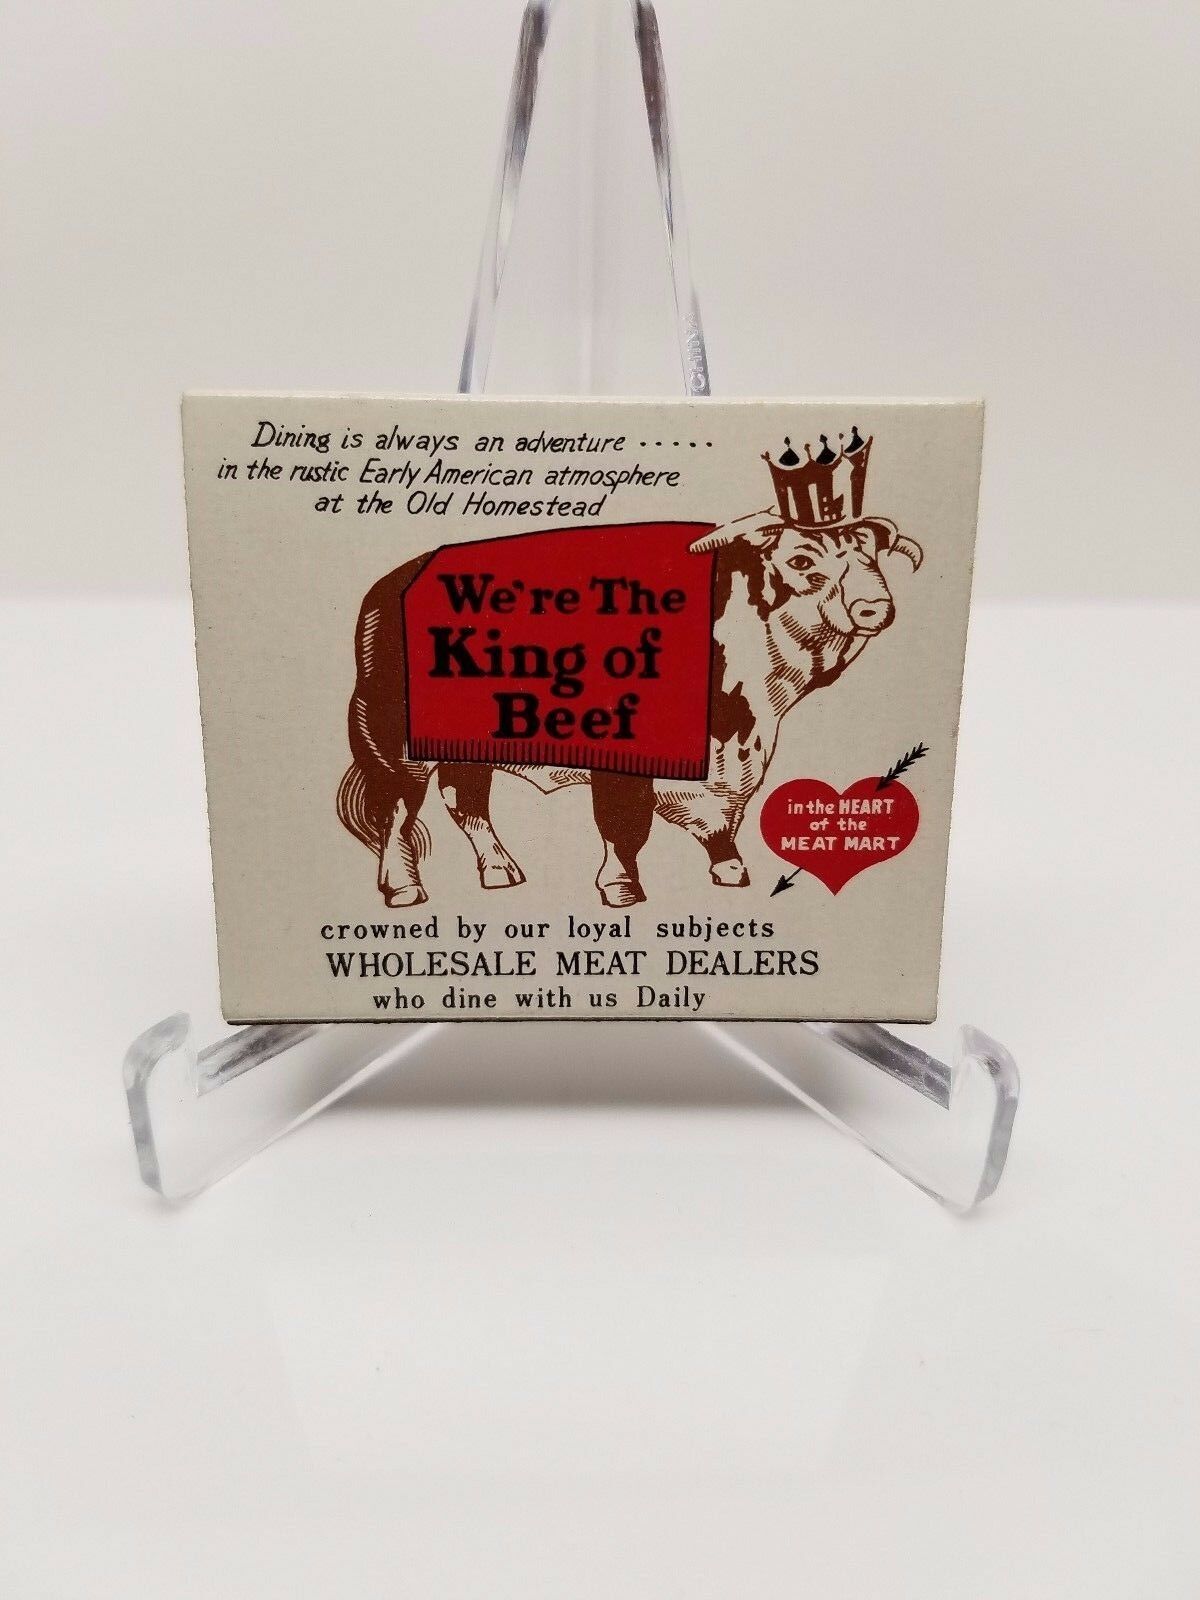 CHINA
Dining is always an adventure .....
in the rustic Early American atmosphere
at the Old Homestead
We're The
King of
Beef
in the HEART
of the
MEAT MART
crowned by our loyal subjects
WHOLESALE MEAT DEALERS
who dine with us Daily